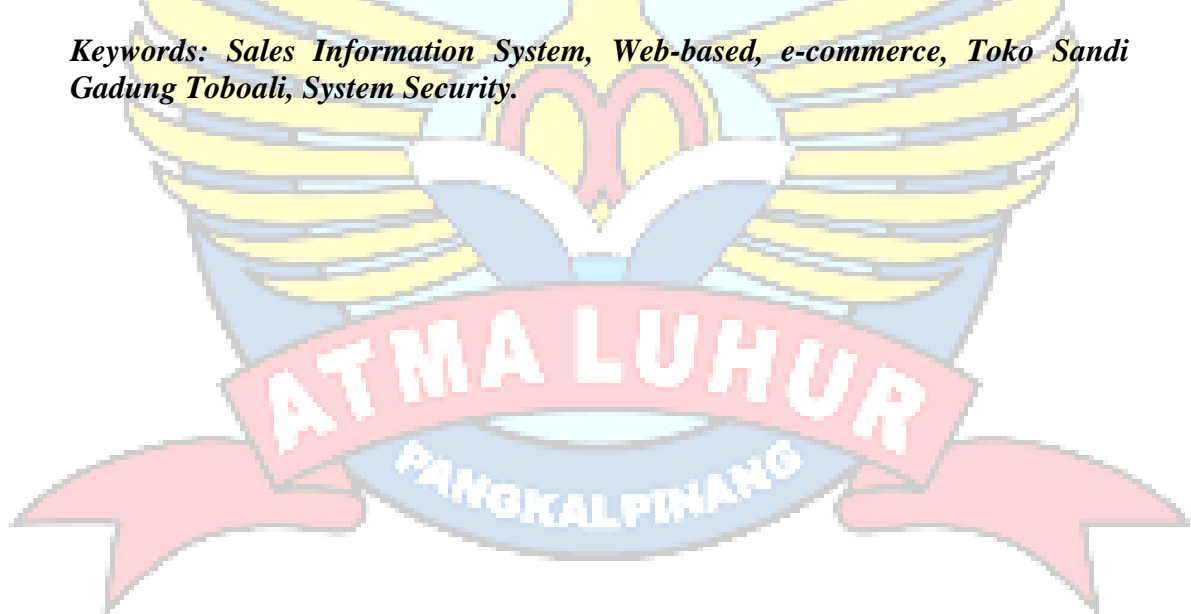 Keywords: Sales Information System, Web-based, e-commerce, Toko Sandi
Gadung Toboali, System Security.
ATMA LUHUR
PANGKALPINANG